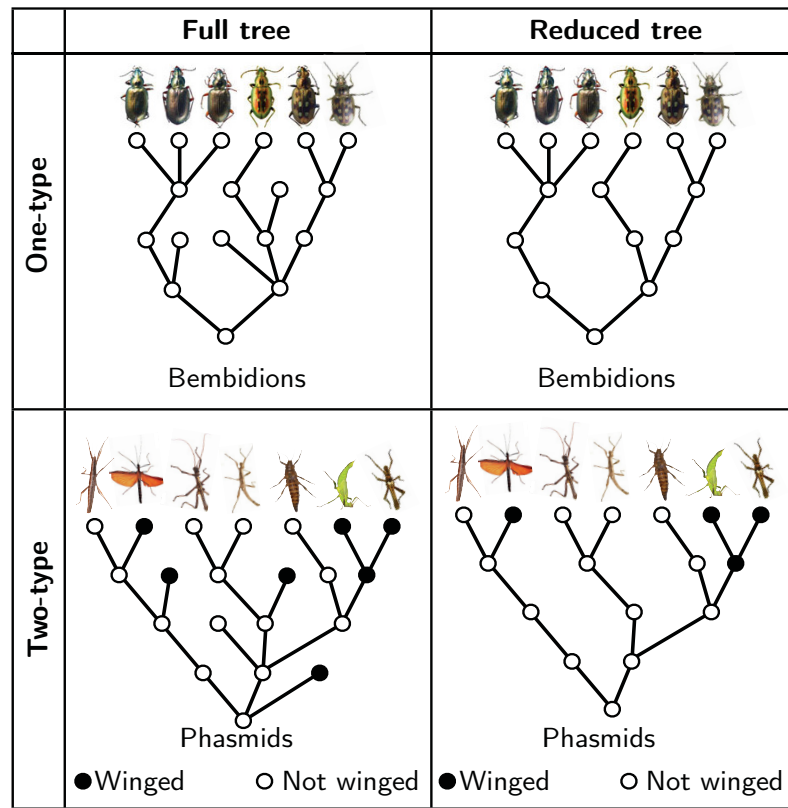 Full tree
Reduced tree
One-type
Bembidions
Bembidions
Two-type
Phasmids
Winged
Not winged
Phasmids
Winged
Not winged